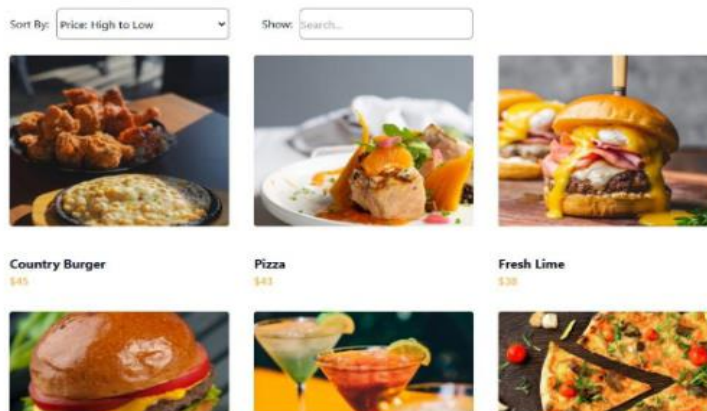 Sort By: Price: High to Low Show: Search...
Country Burger Pizza Fresh Lime
$45 $43 $38